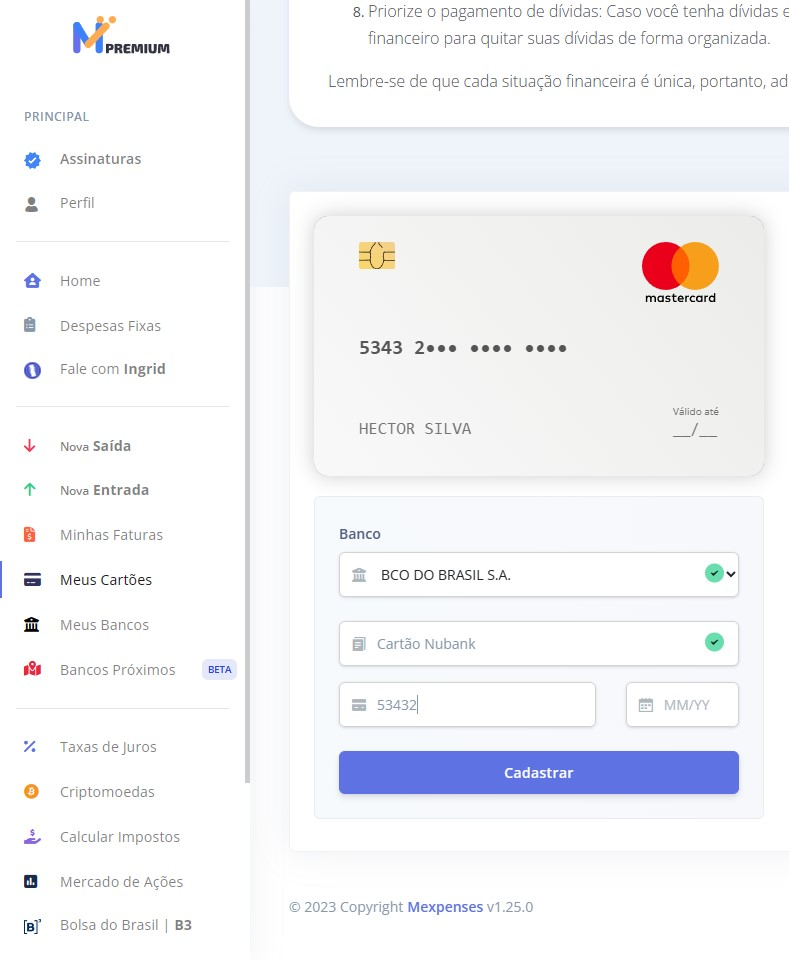 M PREMIUM
PRINCIPAL
Assinaturas
Perfil
Home
Despesas Fixas
Fale com Ingrid
Nova Saída
Nova Entrada
Minhas Faturas
Meus Cartões
Meus Bancos
Bancos Próximos BETA
Taxas de Juros
Criptomoedas
Calcular Impostos
Mercado de Ações
[B]³ Bolsa do Brasil | B3
8. Priorize o pagamento de dívidas: Caso você tenha dívidas e
financeiro para quitar suas dívidas de forma organizada.
Lembre-se de que cada situação financeira é única, portanto, ad
mastercard
5343 2••• •••• ••••
Válido até
HECTOR SILVA __/__
Banco
BCO DO BRASIL S.A.
Cartão Nubank
53432 MM/YY
Cadastrar
© 2023 Copyright Mexpenses v1.25.0